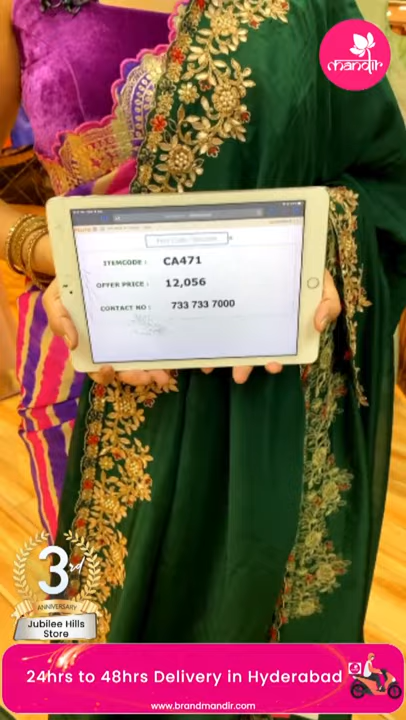 mandir
ITEMCODE : CA471
OFFER PRICE : 12,056
CONTACT NO : 733 733 7000
3rd
ANNIVERSARY
Jubilee Hills
Store
24hrs to 48hrs Delivery in Hyderabad
www.brandmandir.com